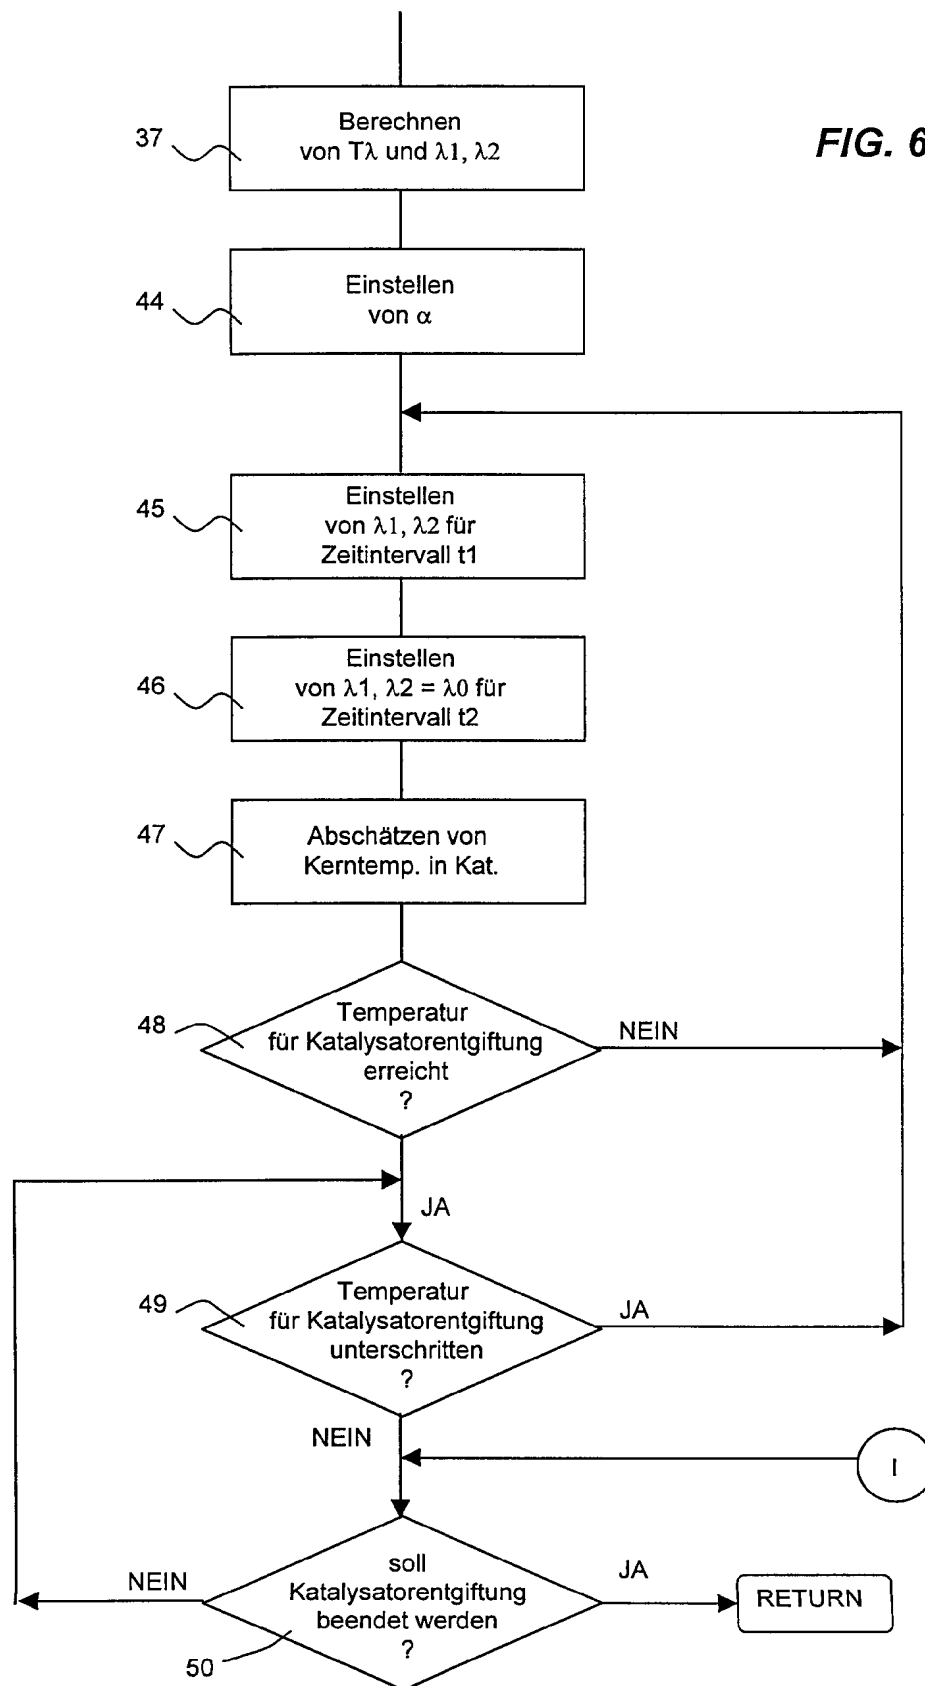 FIG. 6
37
Berechnen
von Tλ und λ1, λ2
44
Einstellen
von α
45
Einstellen
von λ1, λ2 für
Zeitintervall t1
46
Einstellen
von λ1, λ2 = λ0 für
Zeitintervall t2
47
Abschätzen von
Kerntemp. in Kat.
48
Temperatur
für Katalysatorentgiftung
erreicht
?
NEIN
JA
49
Temperatur
für Katalysatorentgiftung
unterschritten
?
JA
NEIN
I
soll
Katalysatorentgiftung
beendet werden
?
NEIN
JA
RETURN
50